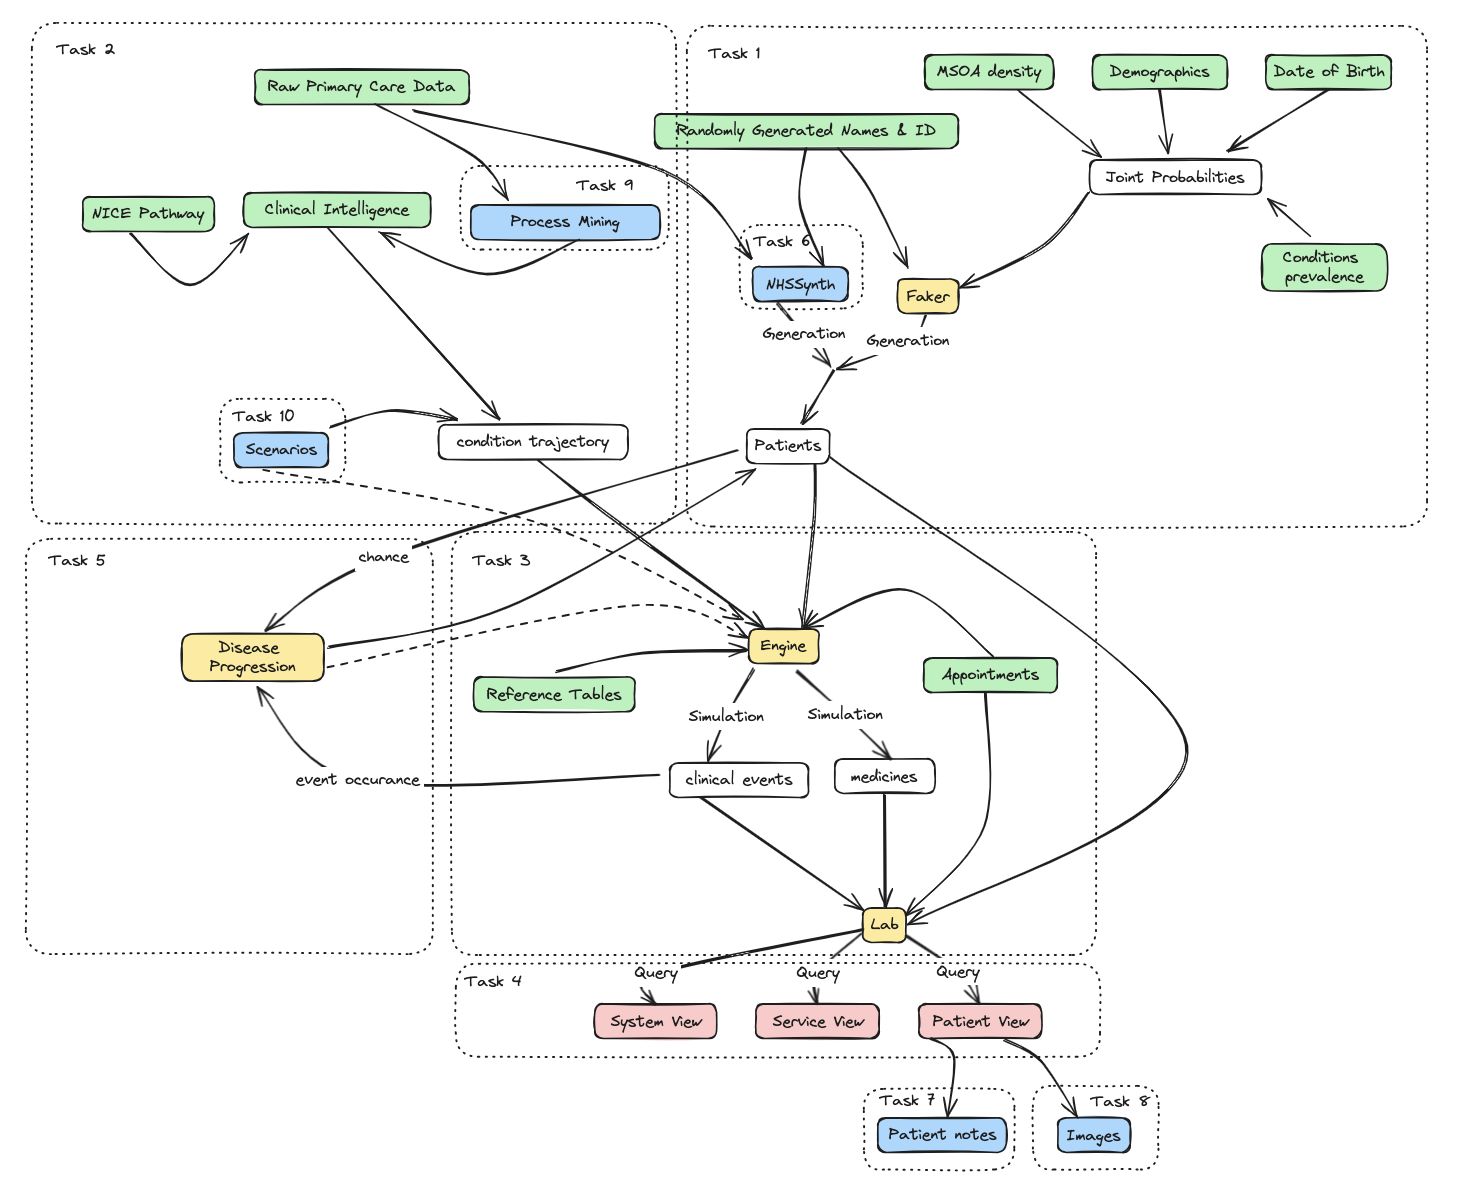 Task 2
Task 1
MSOA density
Demographics
Date of Birth
Raw Primary Care Data
Randomly Generated Names & ID
Joint Probabilities
Task 9
NICE Pathway
Clinical Intelligence
Process Mining
Task 6
NHSSynth
Faker
Conditions
prevalence
Generation
Generation
Task 10
Scenarios
condition trajectory
Patients
Task 5
chance
Task 3
Disease
Progression
Engine
Reference Tables
Appointments
Simulation
Simulation
event occurance
clinical events
medicines
Lab
Task 4
Query
Query
Query
System View
Service View
Patient View
Task 7
Task 8
Patient notes
Images